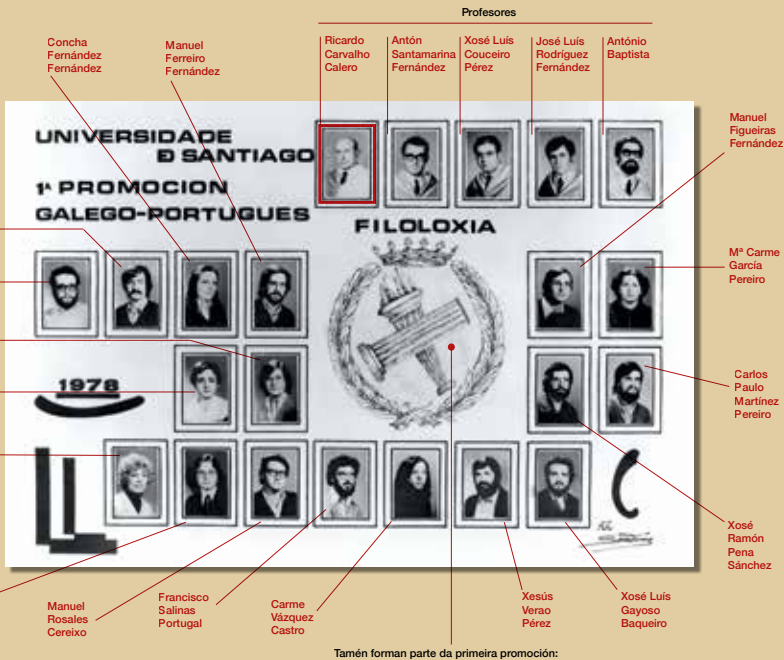 Profesores
Concha
Fernández
Fernández
Manuel
Ferreiro
Fernández
Ricardo
Carvalho
Calero
Antón
Santamarina
Fernández
Xosé Luís
Couceiro
Pérez
José Luís
Rodríguez
Fernández
António
Baptista
Manuel
Figueiras
Fernández
UNIVERSIDADE
D SANTIAGO
1ª PROMOCION
GALEGO-PORTUGUES
FILOLOXIA
Mª Carme
García
Pereiro
1978
Carlos
Paulo
Martínez
Pereiro
Xosé
Ramón
Pena
Sánchez
Manuel
Rosales
Cereixo
Francisco
Salinas
Portugal
Carme
Vázquez
Castro
Xesús
Verao
Pérez
Xosé Luís
Gayoso
Baqueiro
Tamén forman parte da primeira promoción: